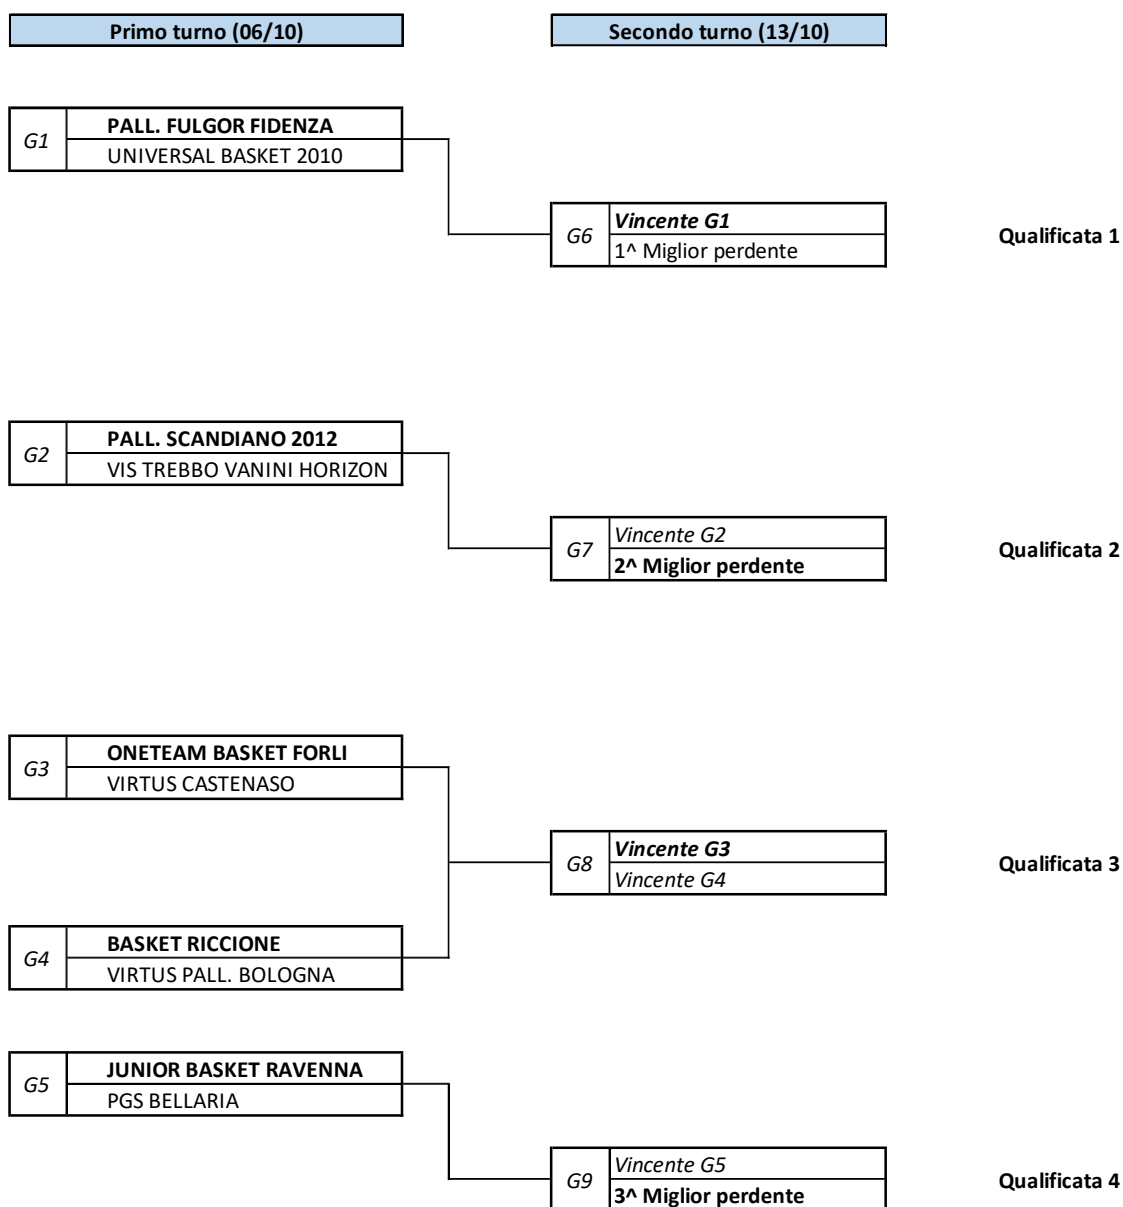 Primo turno (06/10)
Secondo turno (13/10)
G1
PALL. FULGOR FIDENZA
UNIVERSAL BASKET 2010
G6
Vincente G1
1^ Miglior perdente
Qualificata 1
G2
PALL. SCANDIANO 2012
VIS TREBBO VANINI HORIZON
G7
Vincente G2
2^ Miglior perdente
Qualificata 2
G3
ONETEAM BASKET FORLI
VIRTUS CASTENASO
G8
Vincente G3
Vincente G4
Qualificata 3
G4
BASKET RICCIONE
VIRTUS PALL. BOLOGNA
G5
JUNIOR BASKET RAVENNA
PGS BELLARIA
G9
Vincente G5
3^ Miglior perdente
Qualificata 4